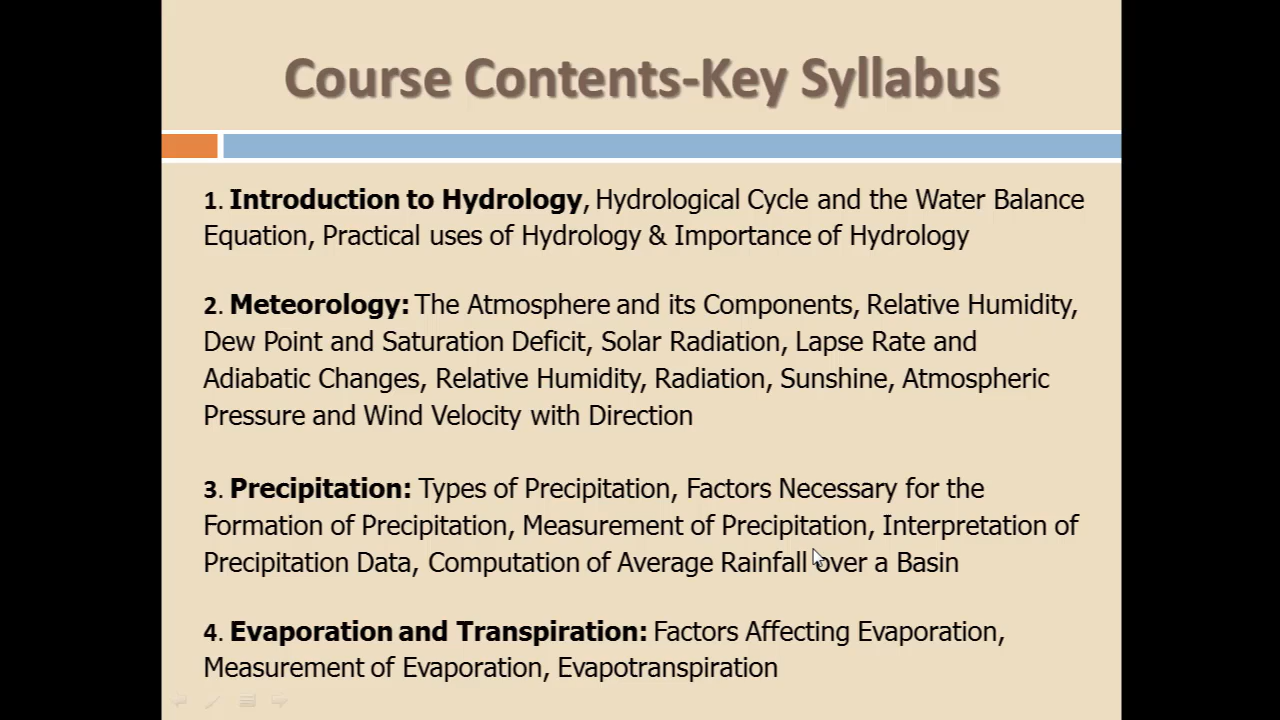 Course Contents-Key Syllabus
1. Introduction to Hydrology, Hydrological Cycle and the Water Balance
Equation, Practical uses of Hydrology & Importance of Hydrology
2. Meteorology: The Atmosphere and its Components, Relative Humidity,
Dew Point and Saturation Deficit, Solar Radiation, Lapse Rate and
Adiabatic Changes, Relative Humidity, Radiation, Sunshine, Atmospheric
Pressure and Wind Velocity with Direction
3. Precipitation: Types of Precipitation, Factors Necessary for the
Formation of Precipitation, Measurement of Precipitation, Interpretation of
Precipitation Data, Computation of Average Rainfall over a Basin
4. Evaporation and Transpiration: Factors Affecting Evaporation,
Measurement of Evaporation, Evapotranspiration